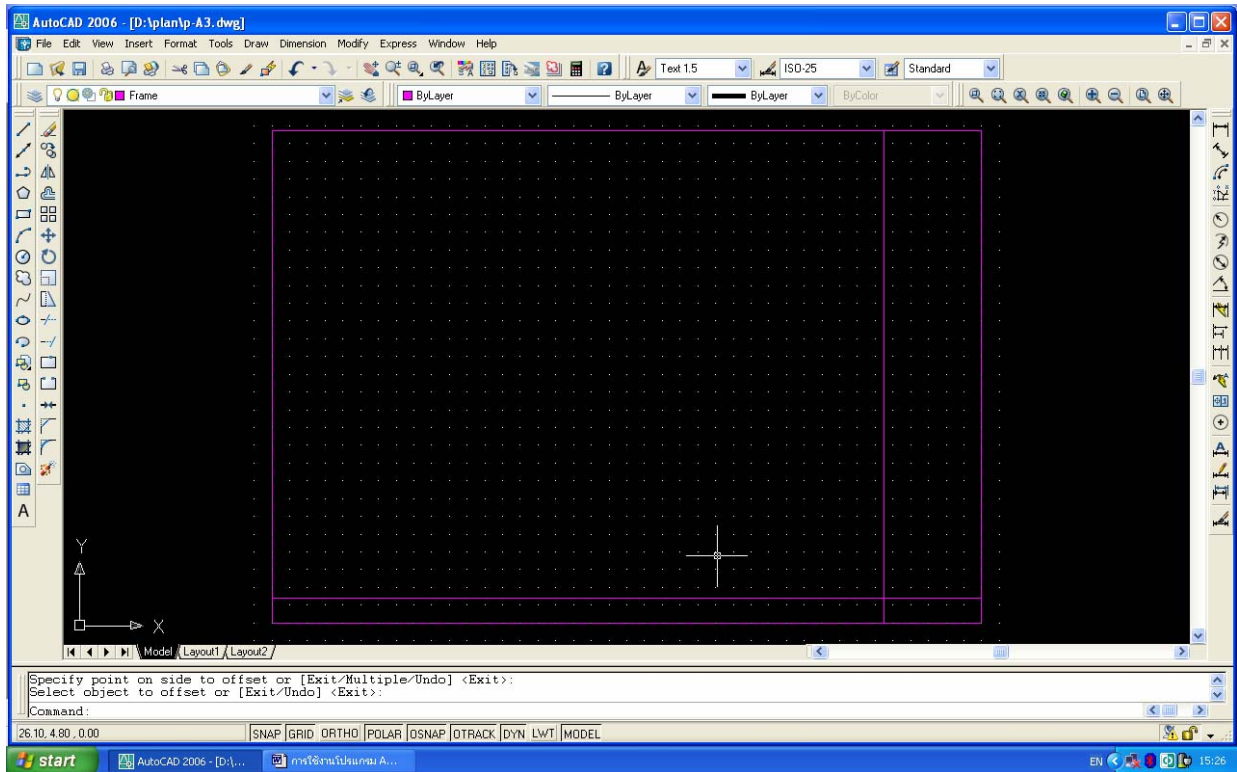 AutoCAD 2006 - [D:\plan\p-A3.dwg]
File Edit View Insert Format Tools Draw Dimension Modify Express Window Help
Text 1.5 ISO-25 Standard
Frame ByLayer ByLayer ByLayer ByColor
A
Y
X
Model Layout1 Layout2
Specify point on side to offset or [Exit/Multiple/Undo] <Exit>:
Select object to offset or [Exit/Undo] <Exit>:
Command:
26.10, 4.80 , 0.00 SNAP GRID ORTHO POLAR OSNAP OTRACK DYN LWT MODEL
start AutoCAD 2006 - [D:\... การใช้งานโปรแกรม A... EN 15:26